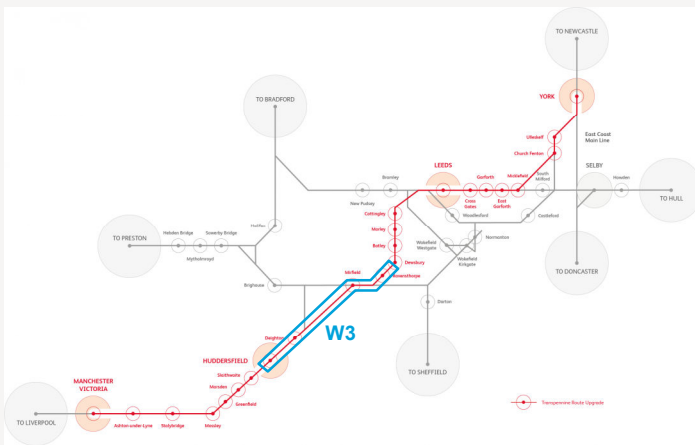 TO NEWCASTLE
YORK
TO BRADFORD
Ulleskelf
East Coast
Main Line
Church Fenton
LEEDS
SELBY
Bramley
Garforth
Micklefield
South
Milford
Howden
New Pudsey
Cross
Gates
East
Garforth
TO HULL
Cottingley
Woodlesford
Castleford
Halifax
Morley
Hebden Bridge
Sowerby Bridge
Normanton
TO PRESTON
Batley
Wakefield
Westgate
Mytholmroyd
Wakefield
Kirkgate
Dewsbury
TO DONCASTER
Mirfield
Ravensthorpe
Brighouse
Darton
W3
Deighton
HUDDERSFIELD
TO SHEFFIELD
Slaithwaite
MANCHESTER
VICTORIA
Marsden
Greenfield
Transpennine Route Upgrade
TO LIVERPOOL
Ashton-under-Lyne
Stalybridge
Mossley